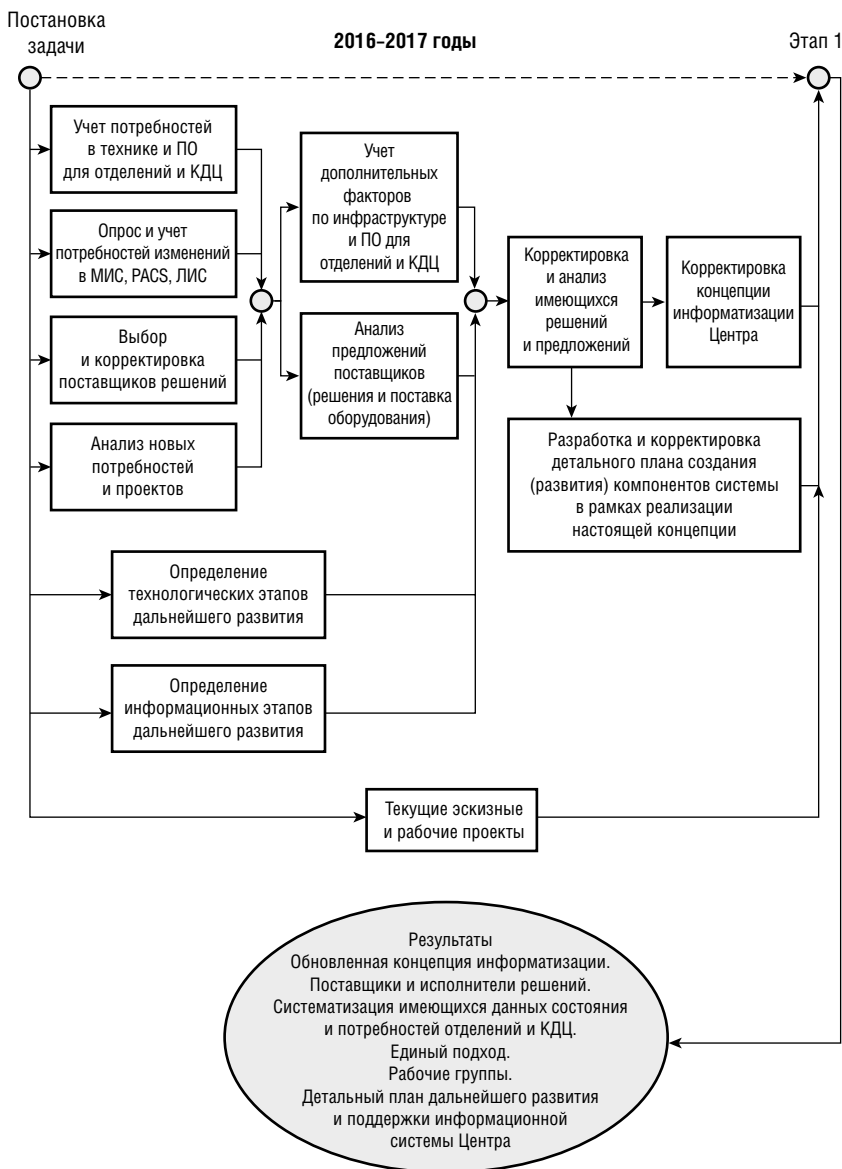 Постановка
задачи
2016–2017 годы
Этап 1
Учет потребностей
в технике и ПО
для отделений и КДЦ
Опрос и учет
потребностей изменений
в МИС, PACS, ЛИС
Выбор
и корректировка
поставщиков решений
Анализ новых
потребностей
и проектов
Учет
дополнительных
факторов
по инфраструктуре
и ПО для
отделений и КДЦ
Анализ
предложений
поставщиков
(решения и поставка
оборудования)
Корректировка
и анализ
имеющихся
решений
и предложений
Корректировка
концепции
информатизации
Центра
Разработка и корректировка
детального плана создания
(развития) компонентов системы
в рамках реализации
настоящей концепции
Определение
технологических этапов
дальнейшего развития
Определение
информационных этапов
дальнейшего развития
Текущие эскизные
и рабочие проекты
Результаты
Обновленная концепция информатизации.
Поставщики и исполнители решений.
Систематизация имеющихся данных состояния
и потребностей отделений и КДЦ.
Единый подход.
Рабочие группы.
Детальный план дальнейшего развития
и поддержки информационной
системы Центра